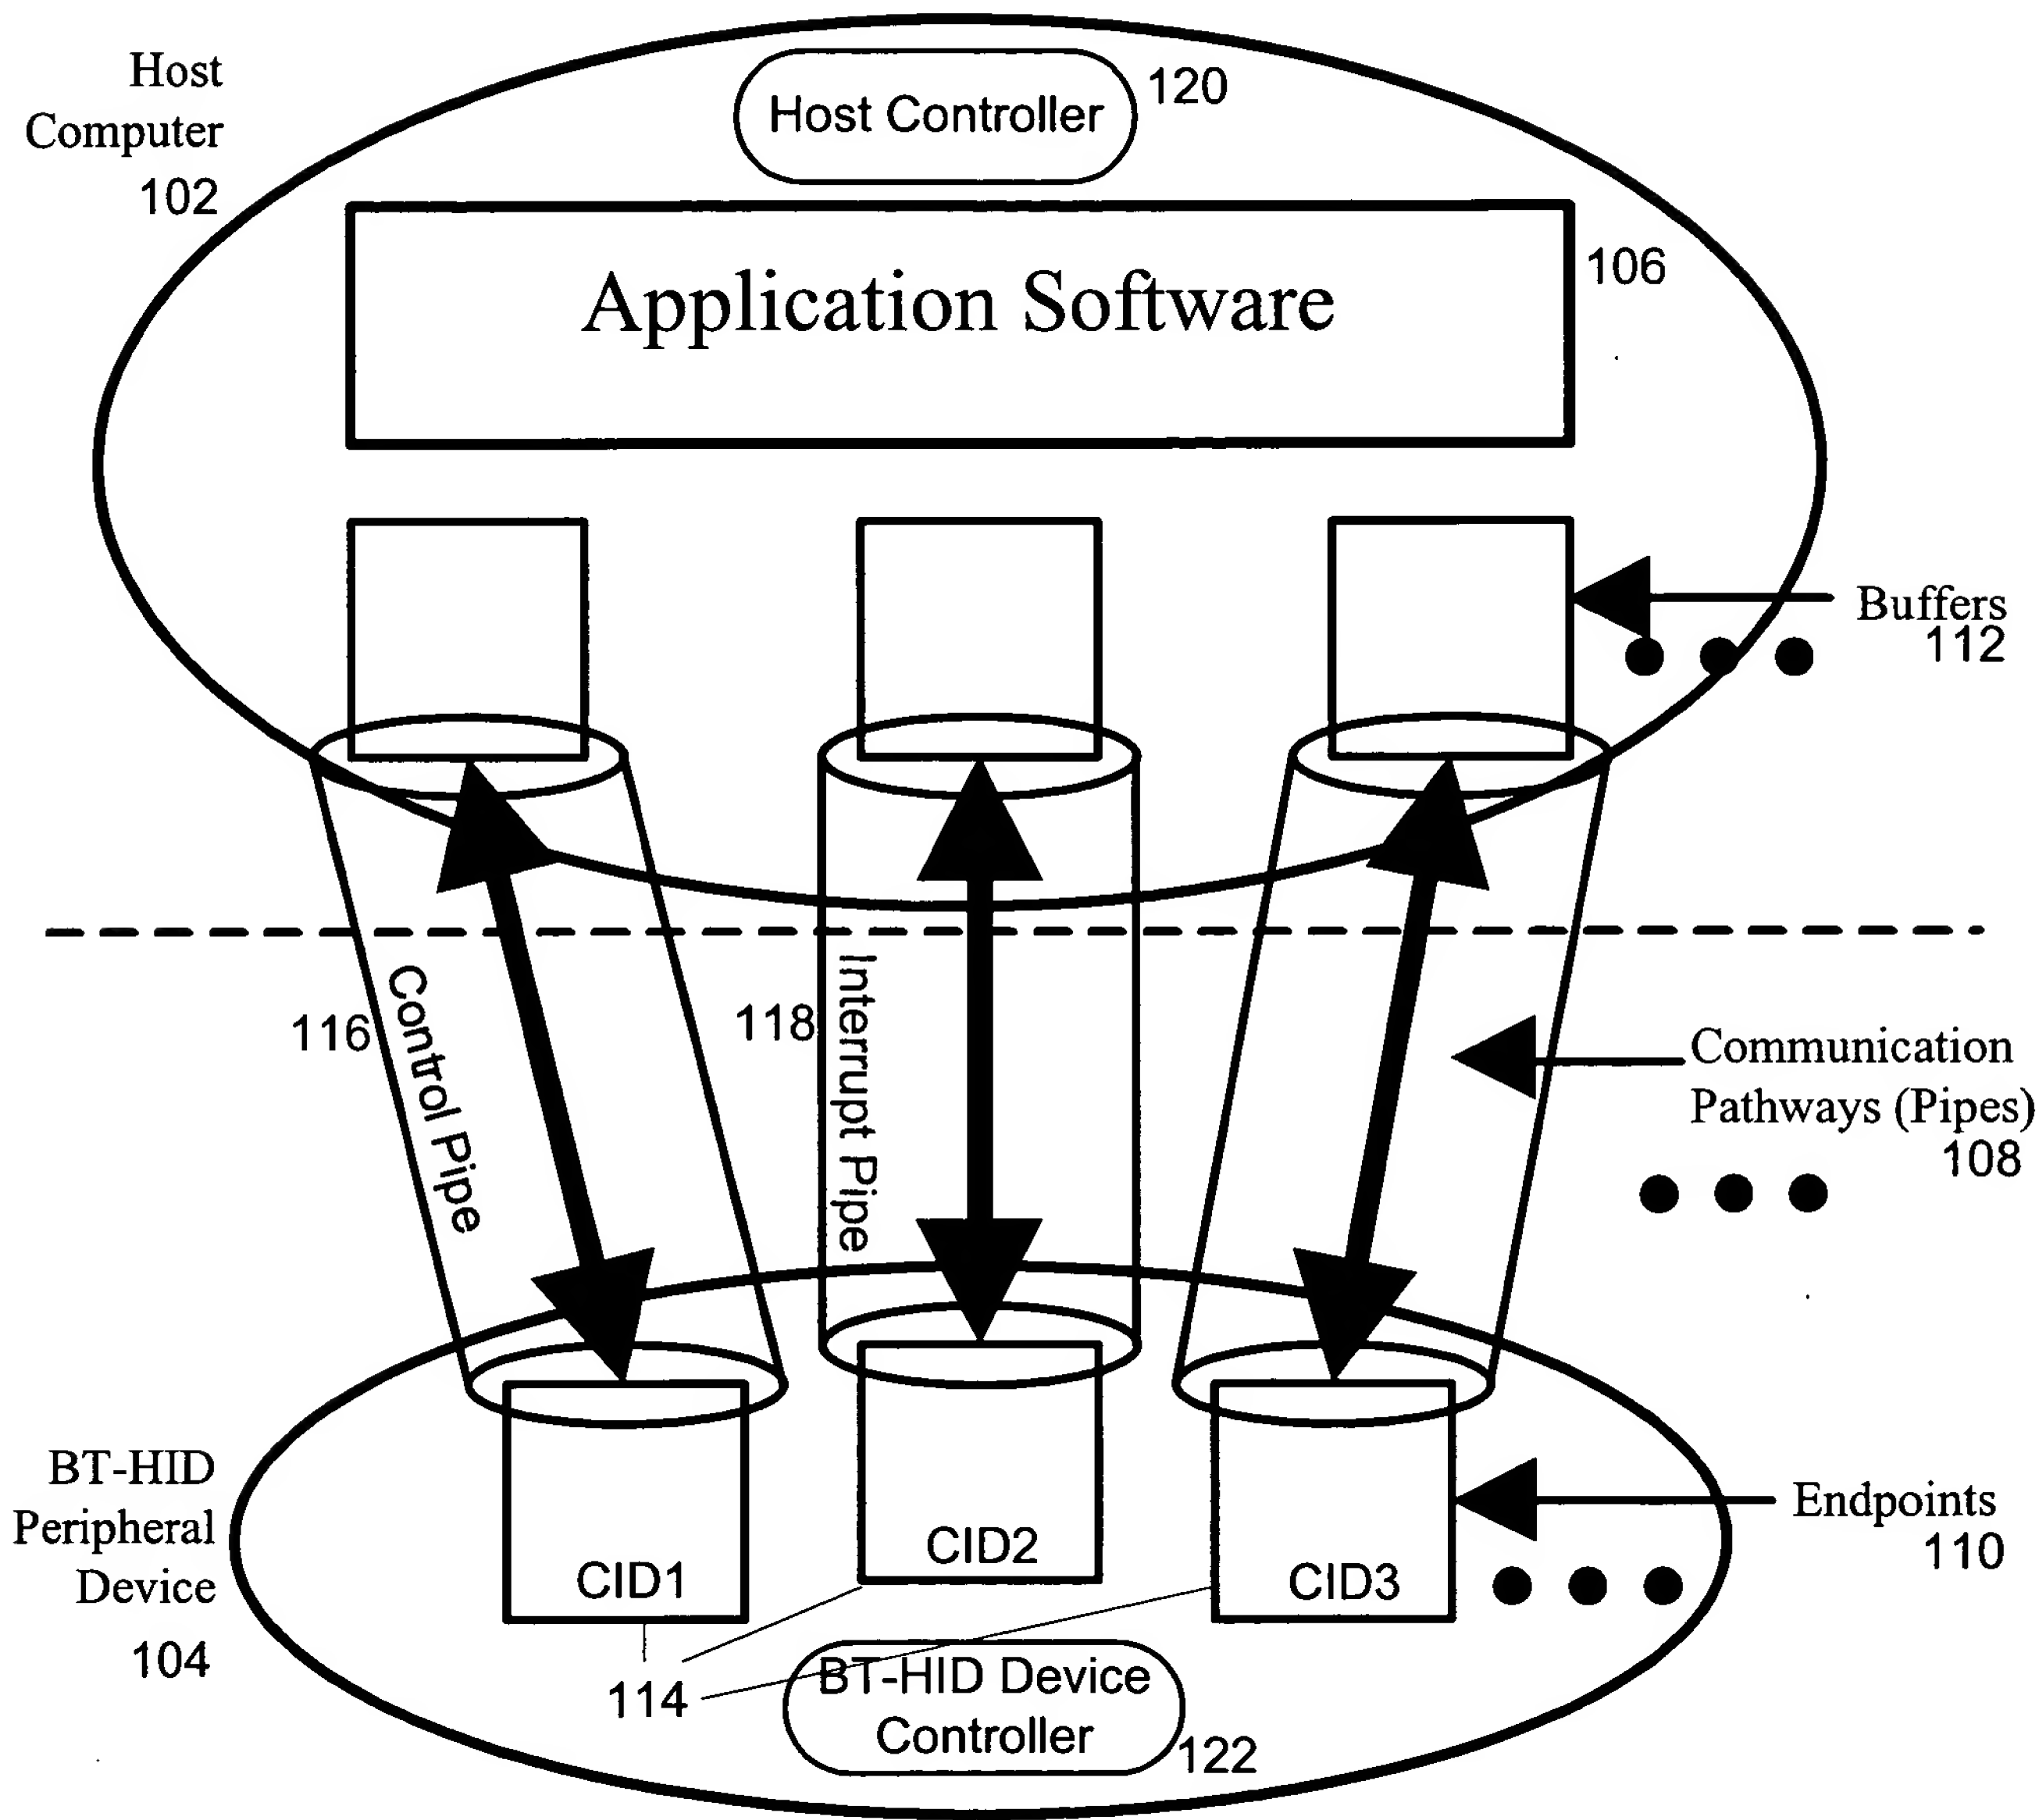 Host
Computer
102
Host Controller
120
Application Software
106
Buffers
112
116
Control Pipe
118
Interrupt Pipe
Communication
Pathways (Pipes)
108
BT-HID
Peripheral
Device
104
CID1
CID2
CID3
Endpoints
110
114
BT-HID Device
Controller
122